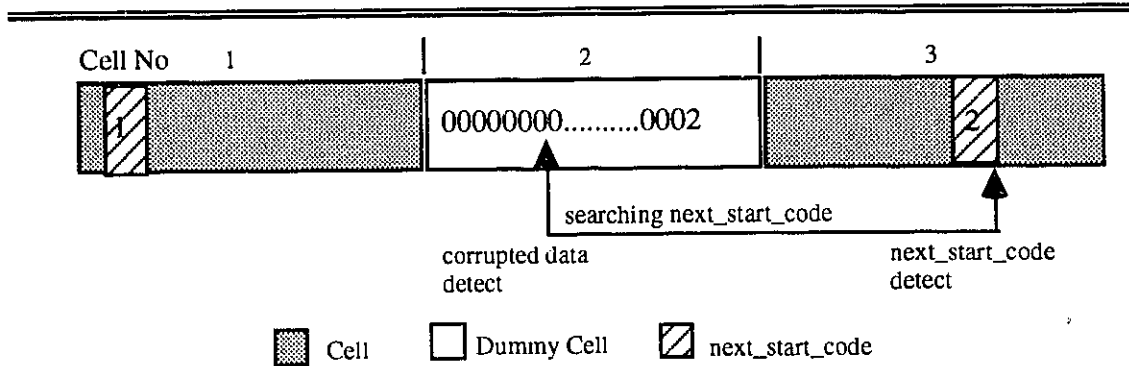 Cell No 1 2 3
1 00000000..........0002 2
searching next_start_code
corrupted data next_start_code
detect detect
Cell Dummy Cell next_start_code